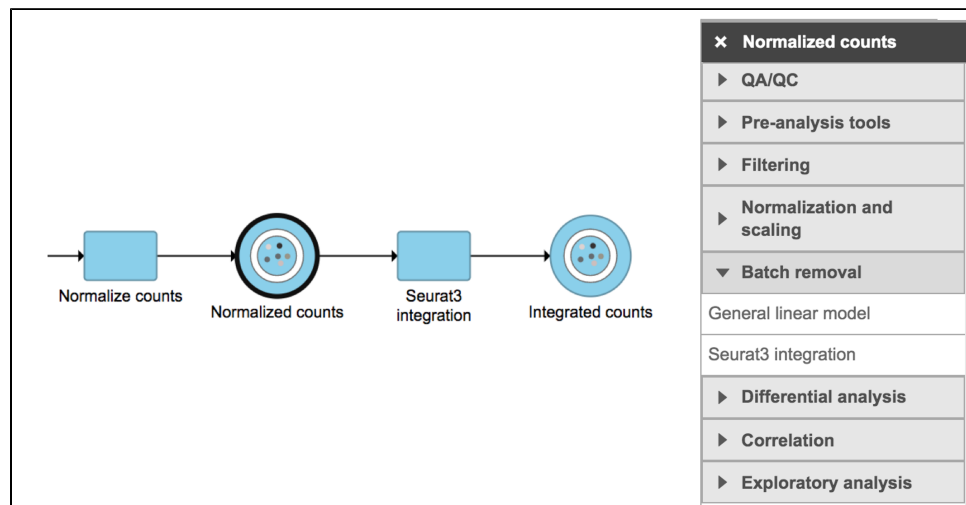 Normalize counts
Normalized counts
Seurat3
integration
Integrated counts
× Normalized counts
QA/QC
Pre-analysis tools
Filtering
Normalization and
scaling
Batch removal
General linear model
Seurat3 integration
Differential analysis
Correlation
Exploratory analysis